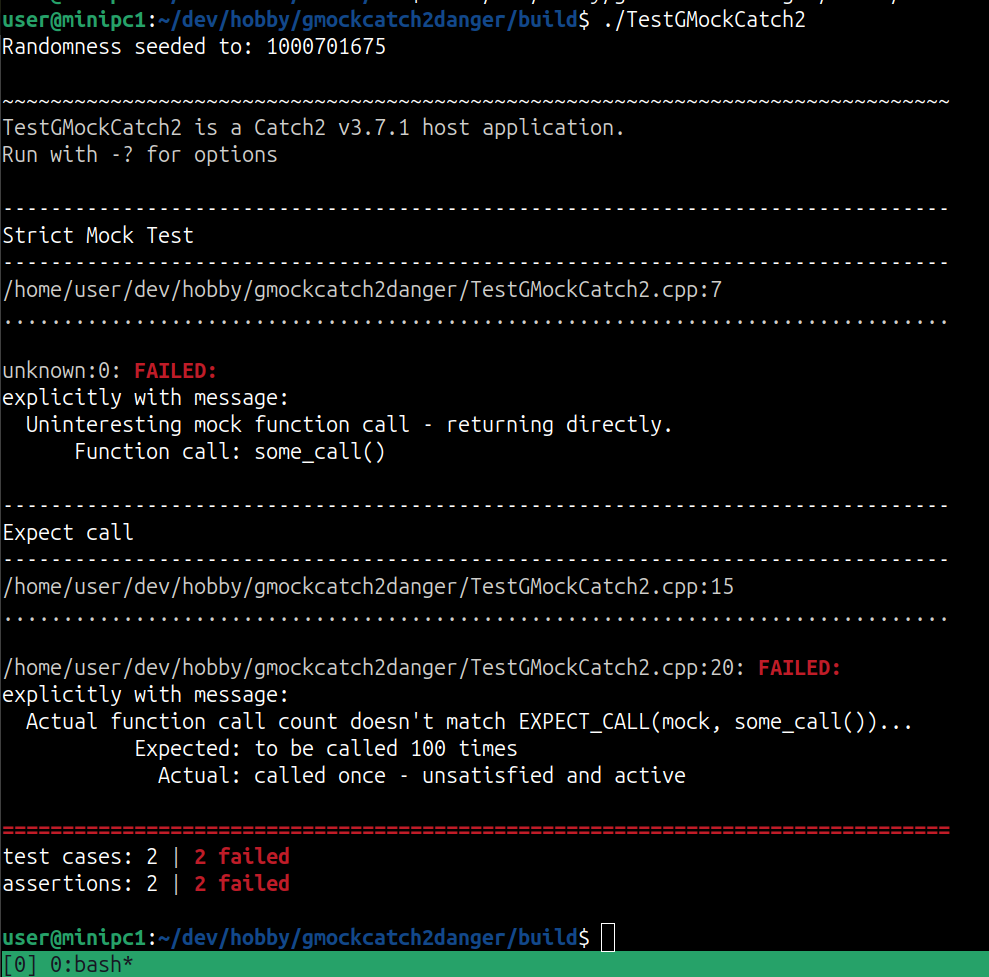 user@minipc1:~/dev/hobby/gmockcatch2danger/build$ ./TestGMockCatch2
Randomness seeded to: 1000701675
~~~~~~~~~~~~~~~~~~~~~~~~~~~~~~~~~~~~~~~~~~~~~~~~~~~~~~~~~~~~~~~~~~~~~~~~~~~~~~~
TestGMockCatch2 is a Catch2 v3.7.1 host application.
Run with -? for options
-------------------------------------------------------------------------------
Strict Mock Test
-------------------------------------------------------------------------------
/home/user/dev/hobby/gmockcatch2danger/TestGMockCatch2.cpp:7
...............................................................................
unknown:0: FAILED:
explicitly with message:
  Uninteresting mock function call - returning directly.
      Function call: some_call()
-------------------------------------------------------------------------------
Expect call
-------------------------------------------------------------------------------
/home/user/dev/hobby/gmockcatch2danger/TestGMockCatch2.cpp:15
...............................................................................
/home/user/dev/hobby/gmockcatch2danger/TestGMockCatch2.cpp:20: FAILED:
explicitly with message:
  Actual function call count doesn't match EXPECT_CALL(mock, some_call())...
           Expected: to be called 100 times
             Actual: called once - unsatisfied and active
===============================================================================
test cases: 2 | 2 failed
assertions: 2 | 2 failed
user@minipc1:~/dev/hobby/gmockcatch2danger/build$
[0] 0:bash*